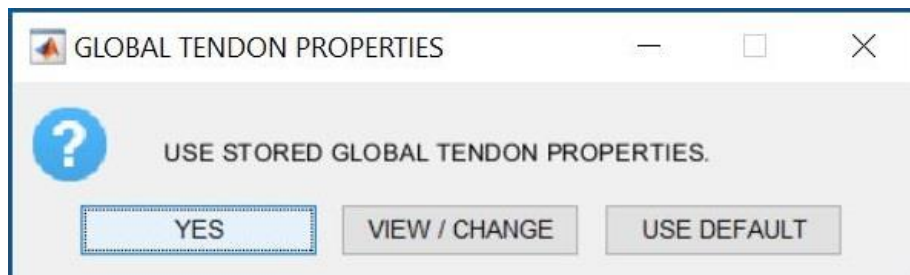 GLOBAL TENDON PROPERTIES
USE STORED GLOBAL TENDON PROPERTIES.
YES VIEW / CHANGE USE DEFAULT